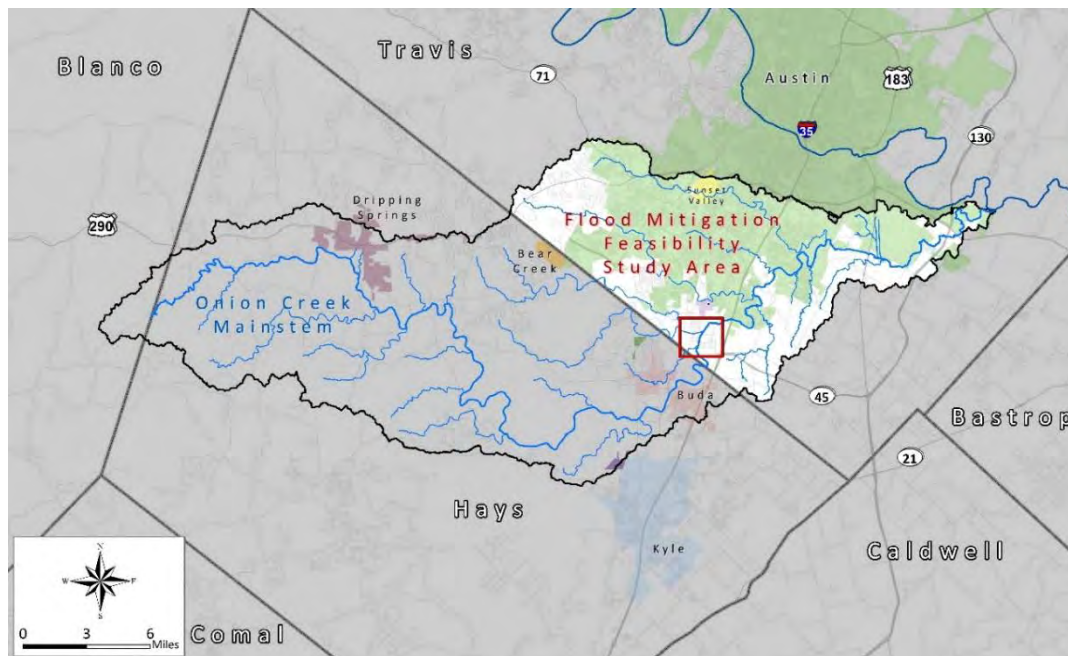 Blanco
Travis
71
Austin
183
35
130
Sunset
Valley
Dripping
Springs
290
Bear
Creek
Flood Mitigation
Feasibility
Study Area
Onion Creek
Mainstem
Buda
45
Bastrop
21
Hays
Kyle
Caldwell
Comal
N
W
E
S
0 3 6
Miles